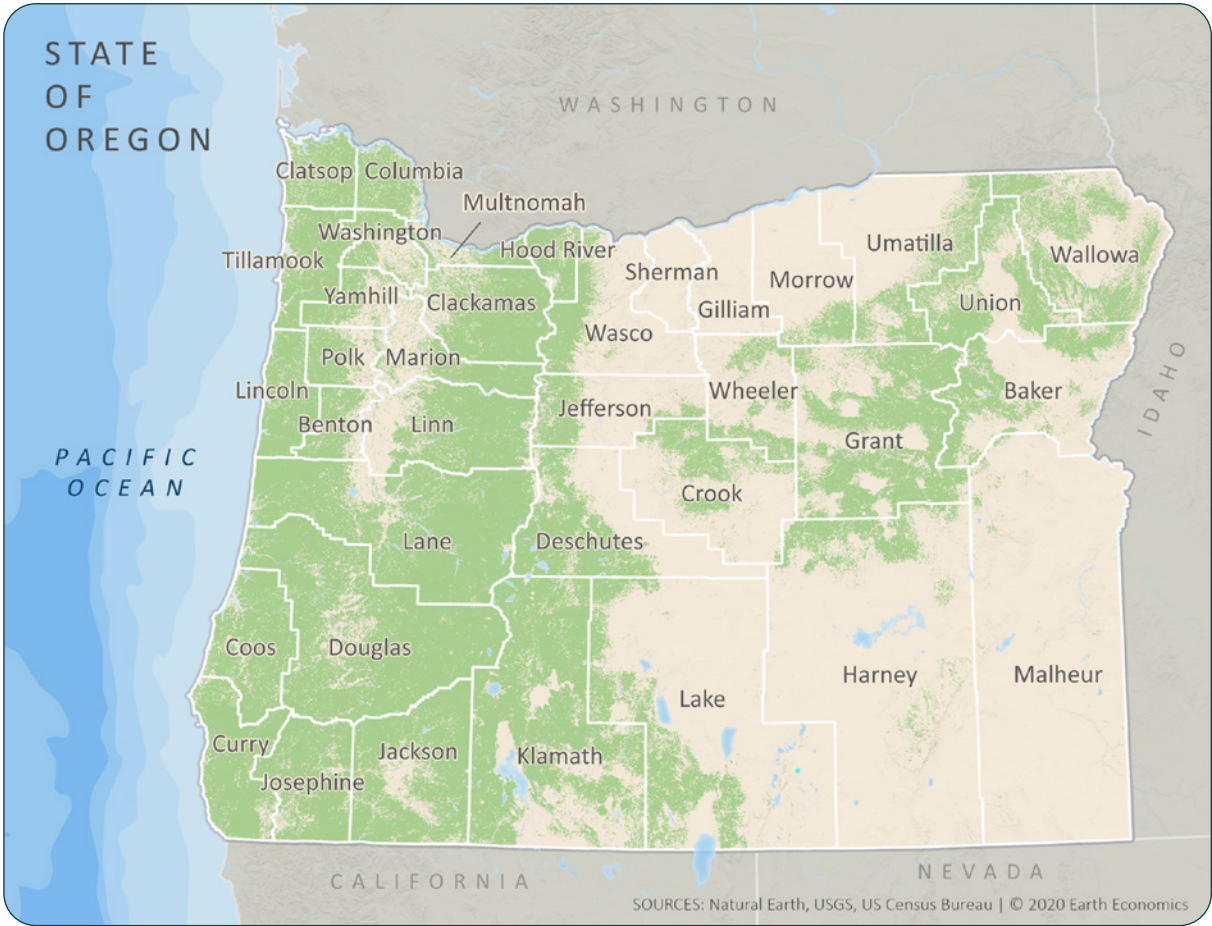 STATE
OF
OREGON
WASHINGTON
Clatsop
Columbia
Multnomah
Washington
Hood River
Tillamook
Umatilla
Wallowa
Sherman
Morrow
Yamhill
Clackamas
Gilliam
Union
Wasco
Polk
Marion
Lincoln
Wheeler
Baker
IDAHO
Jefferson
Benton
Linn
Grant
PACIFIC
OCEAN
Crook
Lane
Deschutes
Coos
Douglas
Harney
Malheur
Lake
Curry
Jackson
Klamath
Josephine
CALIFORNIA
NEVADA
SOURCES: Natural Earth, USGS, US Census Bureau | © 2020 Earth Economics